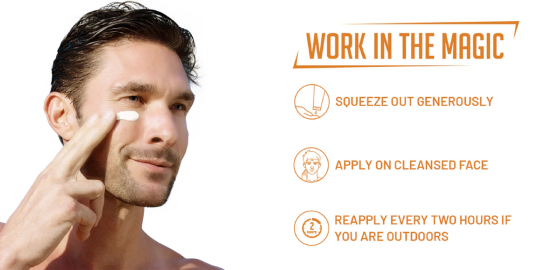 WORK IN THE MAGIC
SQUEEZE OUT GENEROUSLY
APPLY ON CLEANSED FACE
2
REAPPLY EVERY TWO HOURS IF
YOU ARE OUTDOORS